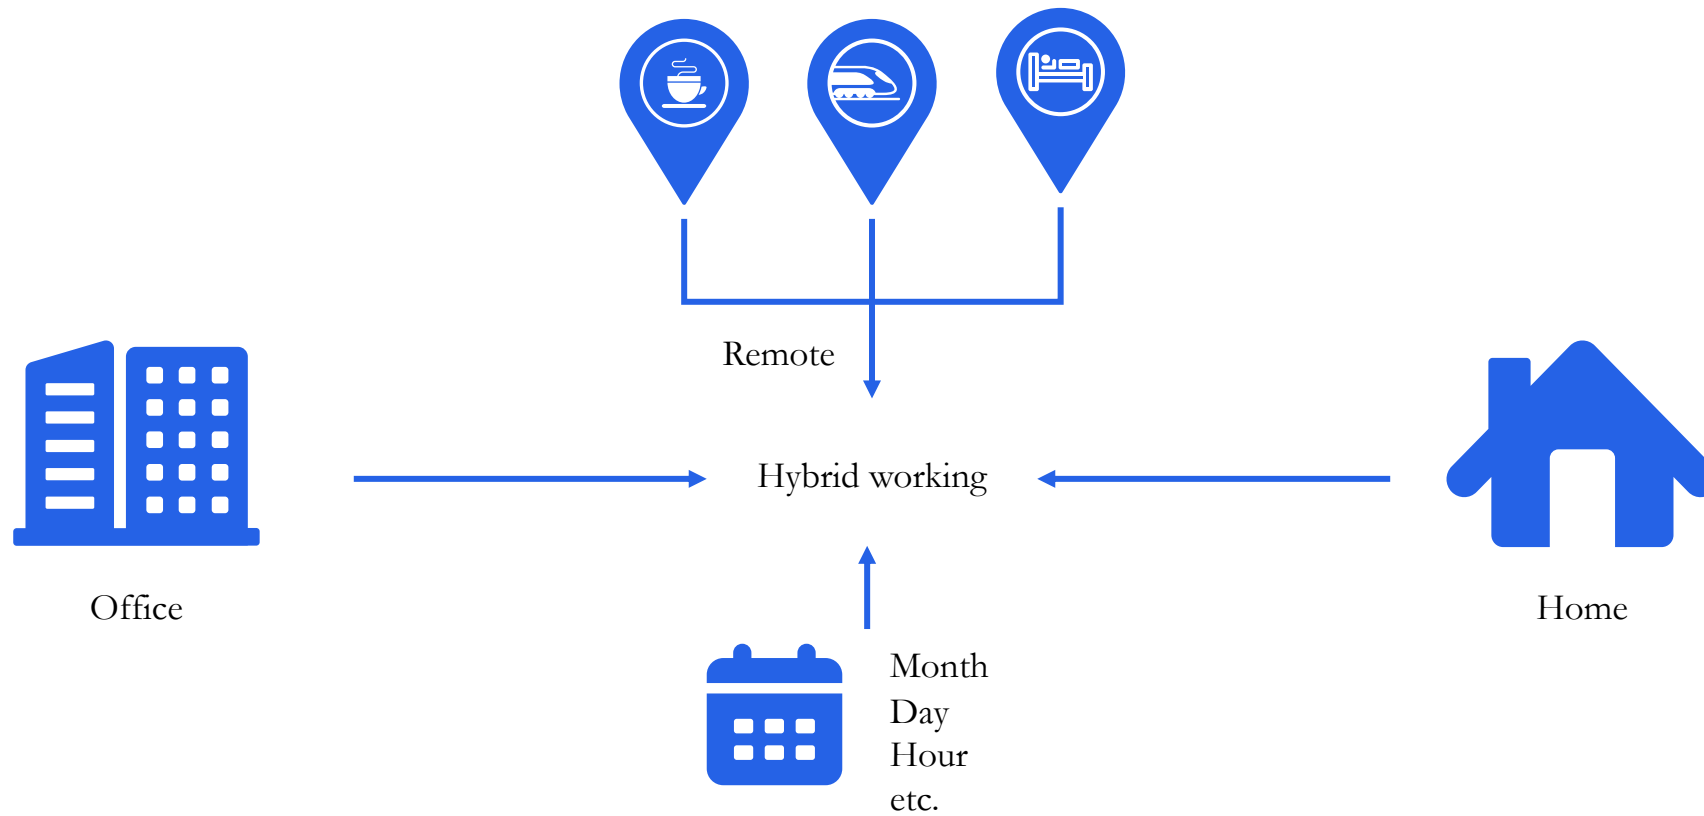 Remote
Hybrid working
Office
Home
Month
Day
Hour
etc.